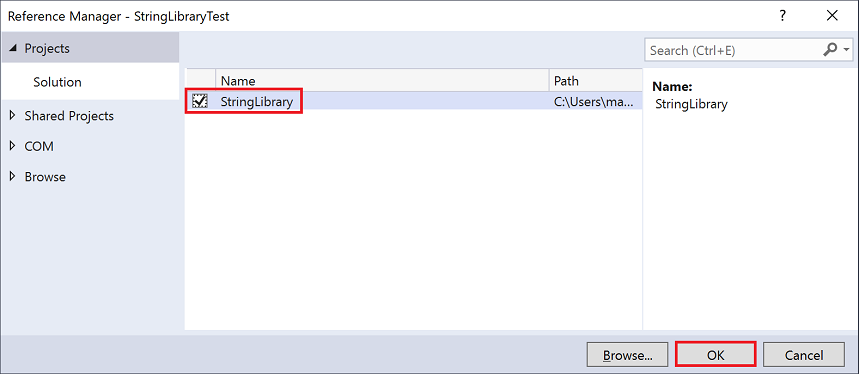 Reference Manager - StringLibraryTest
?
Projects
Search (Ctrl+E)
Solution
Name Path
Name:
StringLibrary C:\Users\ma...
StringLibrary
Shared Projects
COM
Browse
Browse... OK Cancel